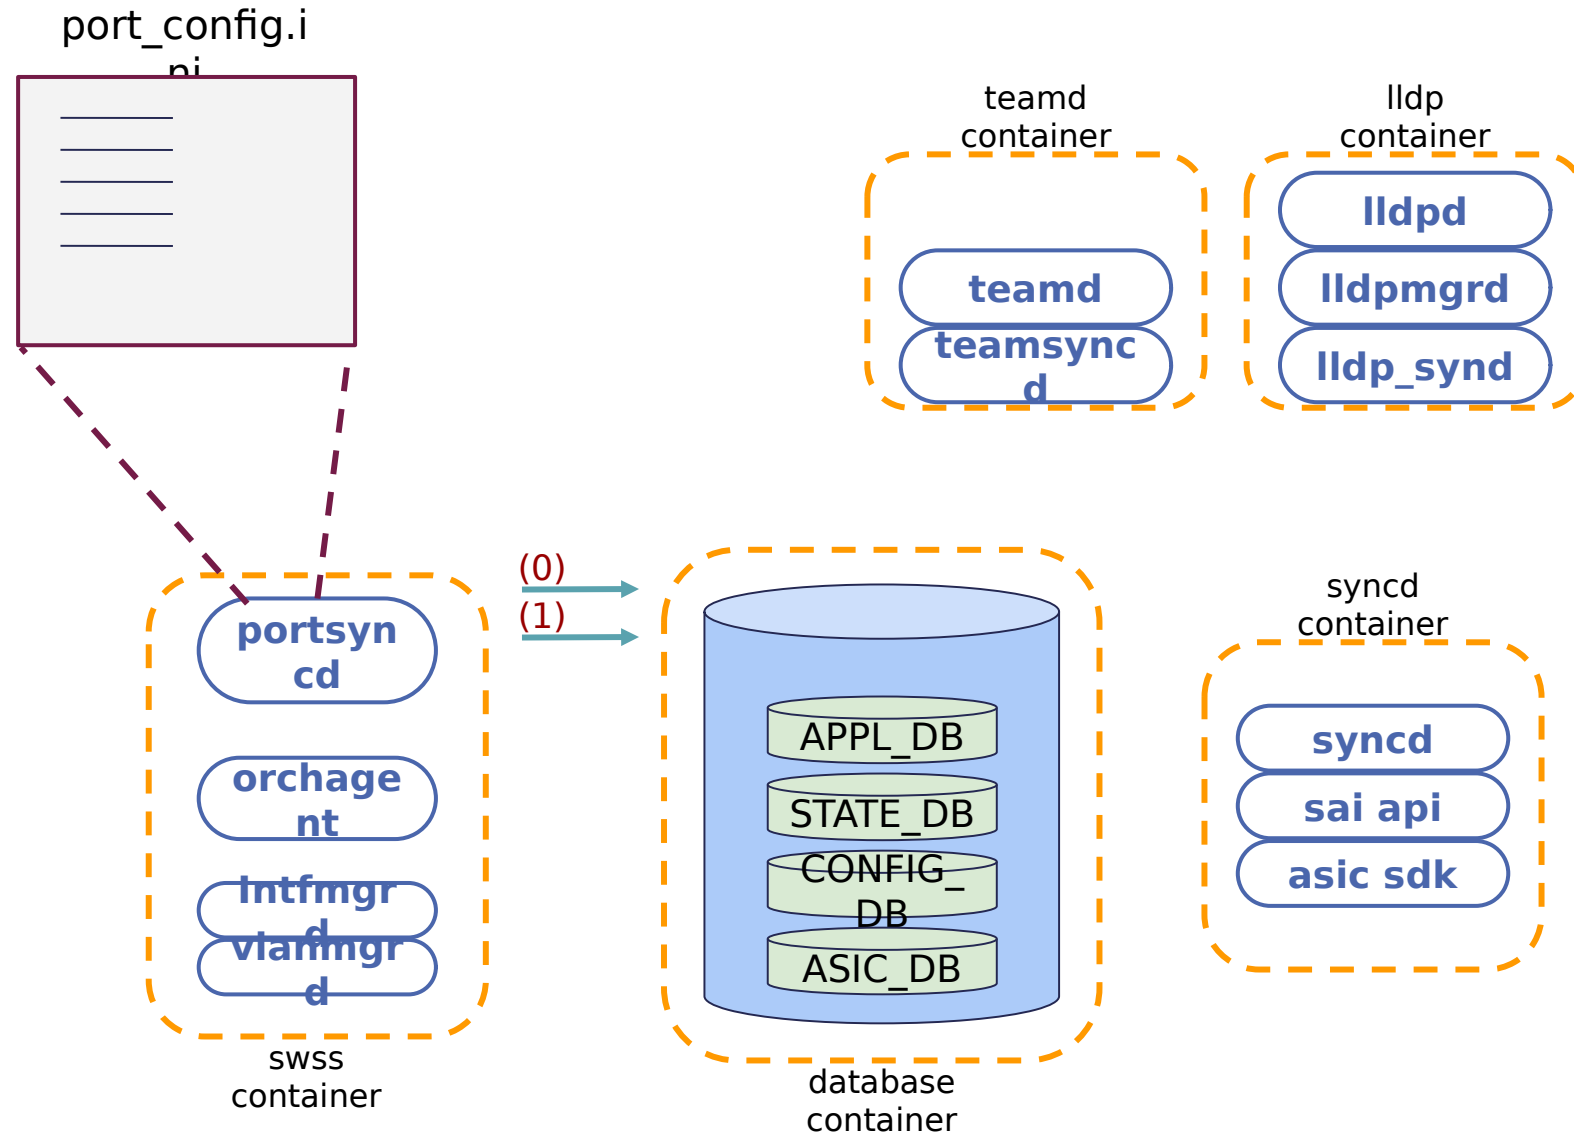 port_config.i
ni
teamd
container
lldp
container
lldpd
teamd
lldpmgrd
teamsync
d
lldp_synd
(0)
(1)
portsyn
cd
orchage
nt
Intfmgr
d
vlanmgr
d
swss
container
APPL_DB
STATE_DB
CONFIG_
DB
ASIC_DB
database
container
syncd
container
syncd
sai api
asic sdk